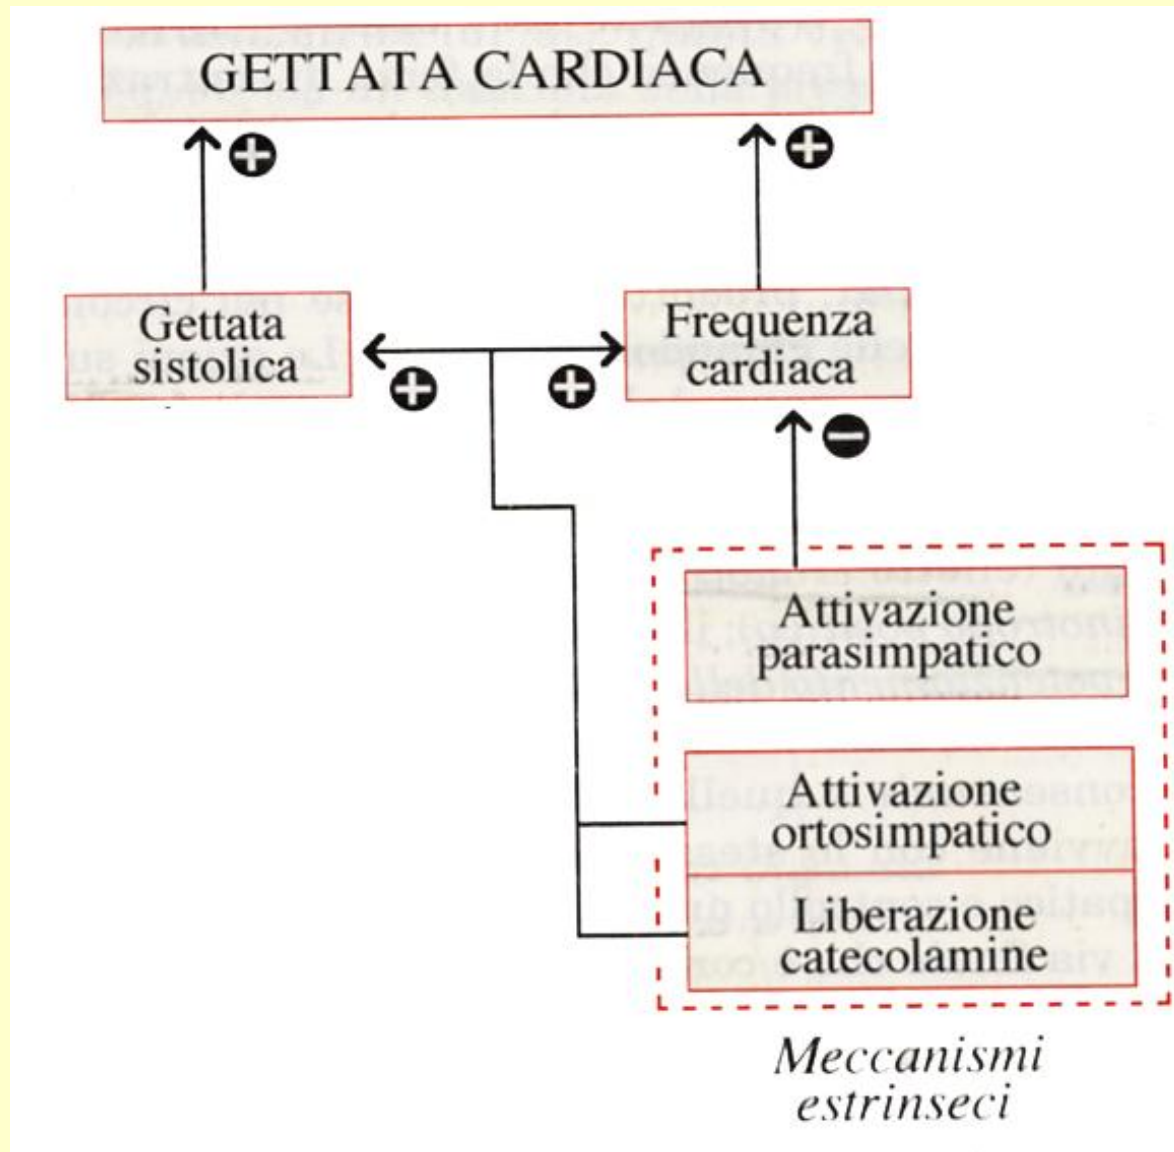 GETTATA CARDIACA
Gettata
sistolica
Frequenza
cardiaca
Attivazione
parasimpatico
Attivazione
ortosimpatico
Liberazione
catecolamine
Meccanismi
estrinseci